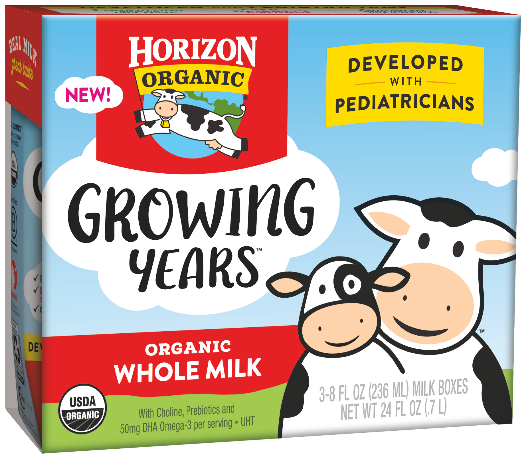 REAL MILK
HORIZON
ORGANIC
NEW!
DEVELOPED
WITH
PEDIATRICIANS
GROWING
YEARS™
ORGANIC
WHOLE MILK
USDA
ORGANIC
With Choline, Prebiotics and
50mg DHA Omega-3 per serving • UHT
3-8 FL OZ (236 ML) MILK BOXES
NET WT 24 FL OZ (.7 L)